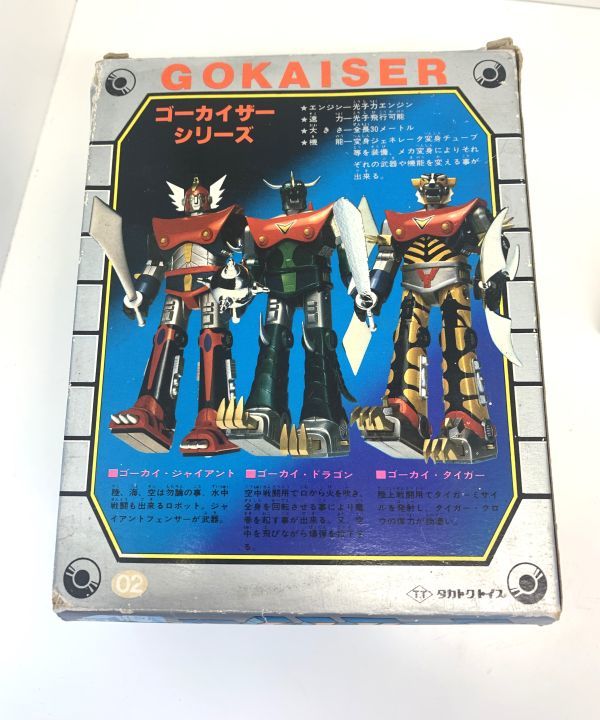 GOKAISER
ゴーカイザー
シリーズ
★エンジン―光子力エンジン
★速　力―光子飛行可能
★大きさ―全長30メートル
★機　能―変身ジェネレータ変身チューブ
等を装備、メカ変身によりそれ
ぞれの武器や機能を変える事が
出来る。
■ゴーカイ・ジャイアント
陸、海、空は勿論の事、水中
戦闘も出来るロボット。ジャ
イアントフェンサーが武器。
■ゴーカイ・ドラゴン
空中戦闘用で口から火を吹き、
全身を回転させる事により竜
巻を起す事が出来る。又、空
中を飛びながら爆弾を投下す
る。
■ゴーカイ・タイガー
陸上戦闘用でタイガーミサイ
ルを発射し、タイガー・クロ
ウの爆力が物凄い。
02
T.T タカトクトイス